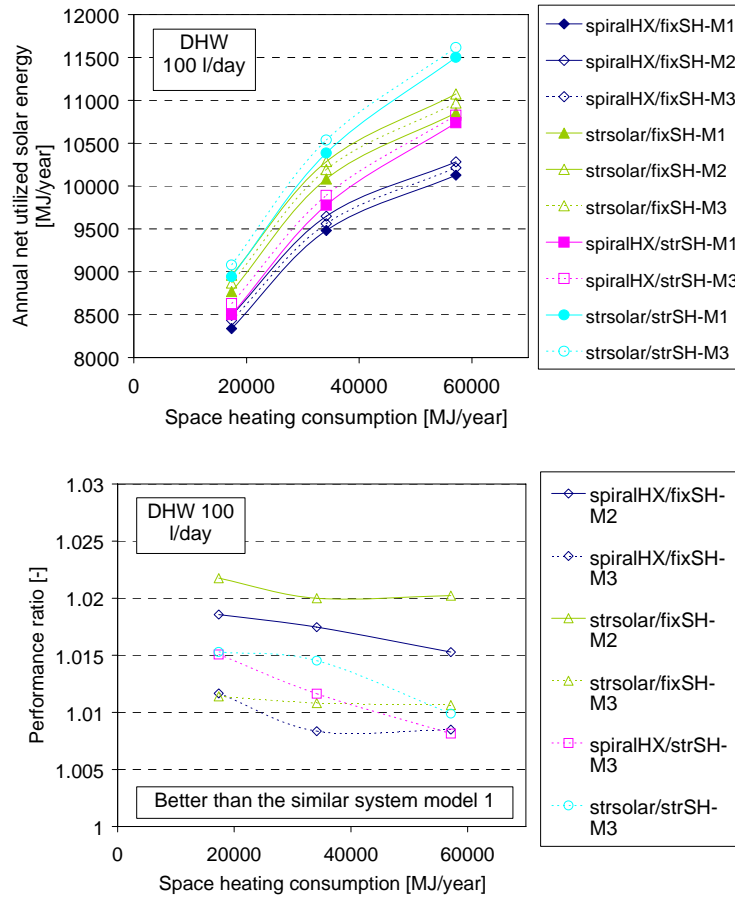 12000
11500
11000
10500
10000
9500
9000
8500
8000
Annual net utilized solar energy
[MJ/year]
DHW
100 l/day
0
20000
40000
60000
Space heating consumption [MJ/year]
spiralHX/fixSH-M1
spiralHX/fixSH-M2
spiralHX/fixSH-M3
strsolar/fixSH-M1
strsolar/fixSH-M2
strsolar/fixSH-M3
spiralHX/strSH-M1
spiralHX/strSH-M3
strsolar/strSH-M1
strsolar/strSH-M3
1.03
1.025
1.02
1.015
1.01
1.005
1
Performance ratio [-]
DHW 100
l/day
Better than the similar system model 1
0
20000
40000
60000
Space heating consumption [MJ/year]
spiralHX/fixSH-
M2
spiralHX/fixSH-
M3
strsolar/fixSH-
M2
strsolar/fixSH-
M3
spiralHX/strSH-
M3
strsolar/strSH-
M3